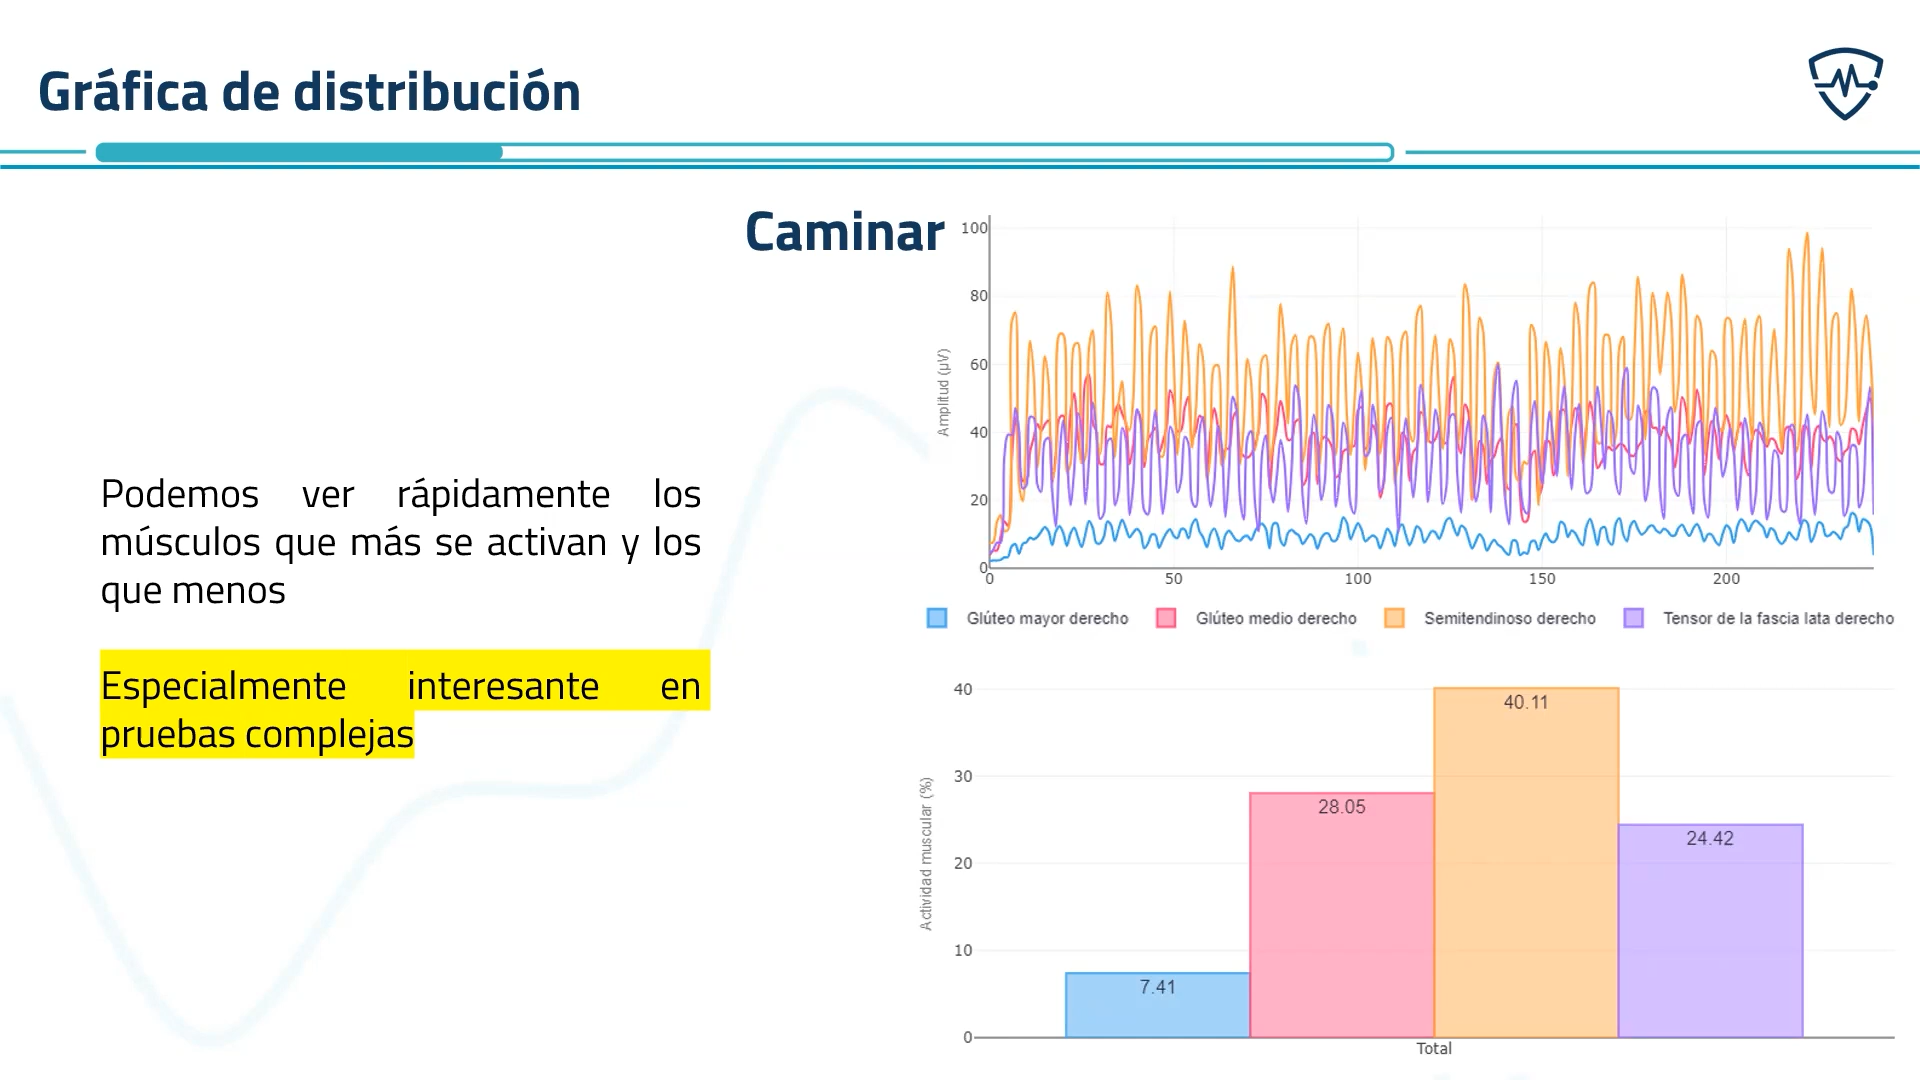 Gráfica de distribución
Caminar
Podemos ver rápidamente los
músculos que más se activan y los
que menos
Especialmente interesante en
pruebas complejas
100
80
60
40
20
0
Amplitud (μV)
0 50 100 150 200
Glúteo mayor derecho Glúteo medio derecho Semitendinoso derecho Tensor de la fascia lata derecho
40
30
20
10
0
Actividad muscular (%)
7.41
28.05
40.11
24.42
Total